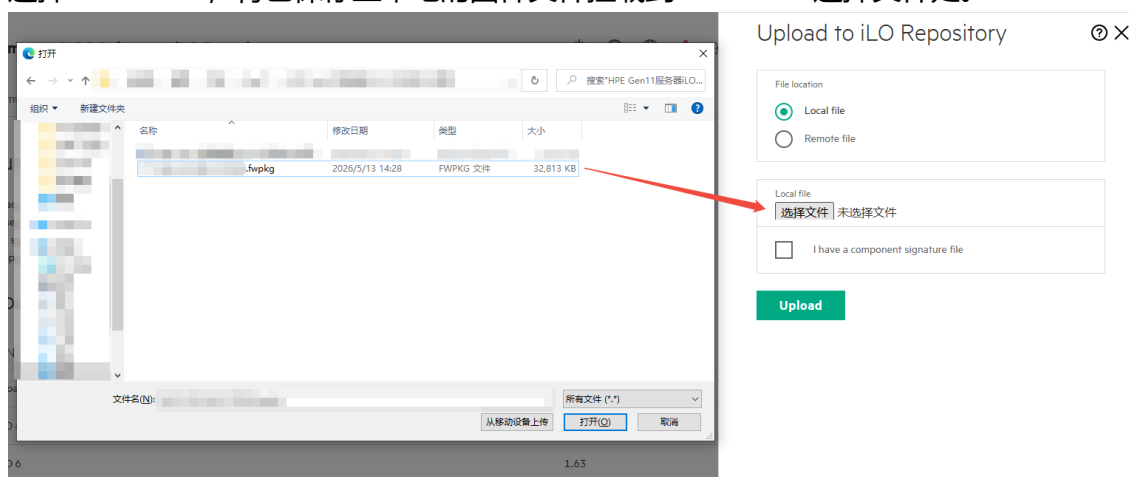 Upload to iLO Repository
打开
搜索"HPE Gen11服务器iLO...
组织
新建文件夹
名称
修改日期
类型
大小
.fwpkg
2026/5/13 14:28
FWPKG 文件
32,813 KB
文件名(N):
所有文件 (*.*)
从移动设备上传
打开(O)
取消
1.63
File location
Local file
Remote file
Local file
选择文件
未选择文件
I have a component signature file
Upload